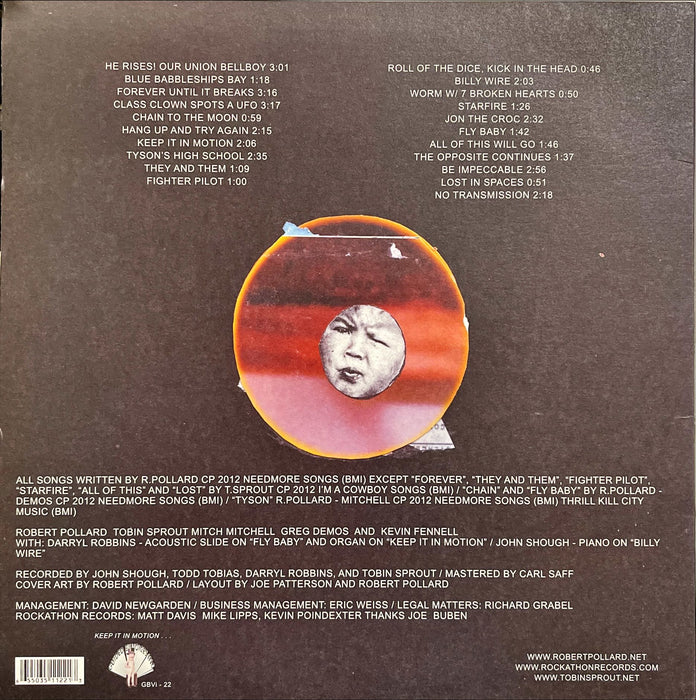 HE RISES! OUR UNION BELLBOY 3:01
BLUE BABBLESHIPS BAY 1:18
FOREVER UNTIL IT BREAKS 3:16
CLASS CLOWN SPOTS A UFO 3:17
CHAIN TO THE MOON 0:59
HANG UP AND TRY AGAIN 2:15
KEEP IT IN MOTION 2:06
TYSON'S HIGH SCHOOL 2:35
THEY AND THEM 1:09
FIGHTER PILOT 1:00
ROLL OF THE DICE, KICK IN THE HEAD 0:46
BILLY WIRE 2:03
WORM W/ 7 BROKEN HEARTS 0:50
STARFIRE 1:26
JON THE CROC 2:32
FLY BABY 1:42
ALL OF THIS WILL GO 1:46
THE OPPOSITE CONTINUES 1:37
BE IMPECCABLE 2:56
LOST IN SPACES 0:51
NO TRANSMISSION 2:18
ALL SONGS WRITTEN BY R.POLLARD CP 2012 NEEDMORE SONGS (BMI) EXCEPT "FOREVER", "THEY AND THEM", "FIGHTER PILOT",
"STARFIRE", "ALL OF THIS" AND "LOST" BY T.SPROUT CP 2012 I'M A COWBOY SONGS (BMI) / "CHAIN" AND "FLY BABY" BY R.POLLARD -
DEMOS CP 2012 NEEDMORE SONGS (BMI) / "TYSON" R.POLLARD - MITCHELL CP 2012 NEEDMORE SONGS (BMI) THRILL KILL CITY
MUSIC (BMI)
ROBERT POLLARD TOBIN SPROUT MITCH MITCHELL GREG DEMOS AND KEVIN FENNELL
WITH: DARRYL ROBBINS - ACOUSTIC SLIDE ON "FLY BABY" AND ORGAN ON "KEEP IT IN MOTION" / JOHN SHOUGH - PIANO ON "BILLY
WIRE"
RECORDED BY JOHN SHOUGH, TODD TOBIAS, DARRYL ROBBINS, AND TOBIN SPROUT / MASTERED BY CARL SAFF
COVER ART BY ROBERT POLLARD / LAYOUT BY JOE PATTERSON AND ROBERT POLLARD
MANAGEMENT: DAVID NEWGARDEN / BUSINESS MANAGEMENT: ERIC WEISS / LEGAL MATTERS: RICHARD GRABEL
ROCKATHON RECORDS: MATT DAVIS MIKE LIPPS, KEVIN POINDEXTER THANKS JOE BUBEN
KEEP IT IN MOTION . . .
GBVi - 22
WWW.ROBERTPOLLARD.NET
WWW.ROCKATHONRECORDS.COM
WWW.TOBINSPROUT.NET